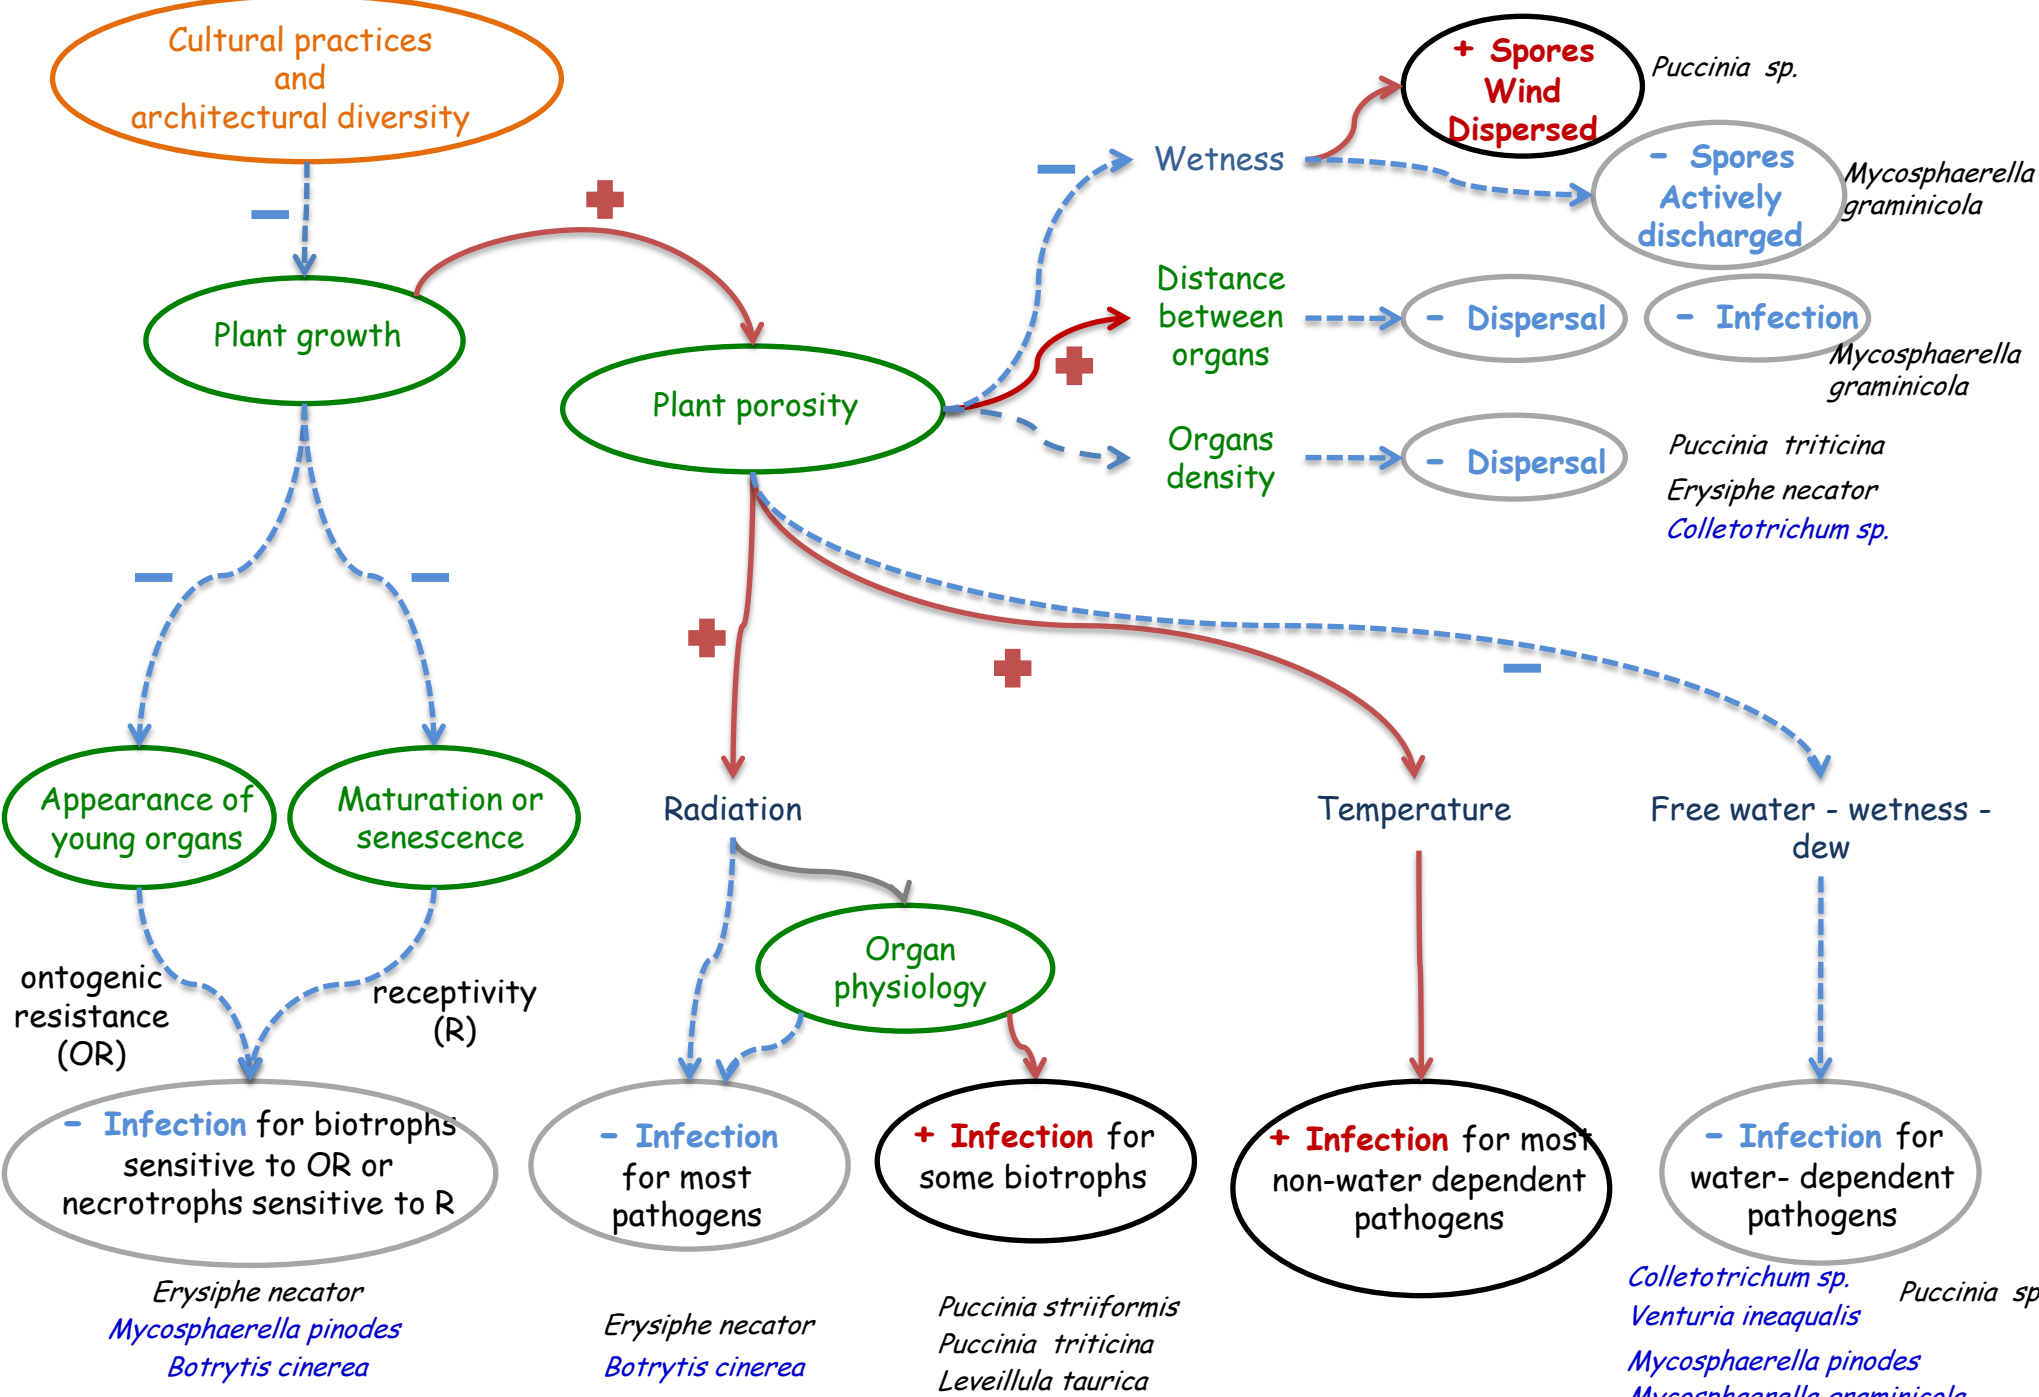 Cultural practices
and
architectural diversity
+ Spores
Wind
Dispersed
Puccinia sp.
Wetness
- Spores
Actively
discharged
Mycosphaerella
graminicola
Plant growth
Distance
between
organs
- Dispersal
- Infection
Mycosphaerella
graminicola
Plant porosity
Organs
density
- Dispersal
Puccinia triticina
Erysiphe necator
Colletotrichum sp.
Appearance of
young organs
Maturation or
senescence
Radiation
Temperature
Free water - wetness -
dew
Organ
physiology
ontogenic
resistance
(OR)
receptivity
(R)
- Infection for biotrophs
sensitive to OR or
necrotrophs sensitive to R
- Infection
for most
pathogens
+ Infection for
some biotrophs
+ Infection for most
non-water dependent
pathogens
- Infection for
water- dependent
pathogens
Erysiphe necator
Mycosphaerella pinodes
Botrytis cinerea
Erysiphe necator
Botrytis cinerea
Puccinia striiformis
Puccinia triticina
Leveillula taurica
Colletotrichum sp.
Puccinia sp
Venturia ineaqualis
Mycosphaerella pinodes
Mycosphaerella graminicola